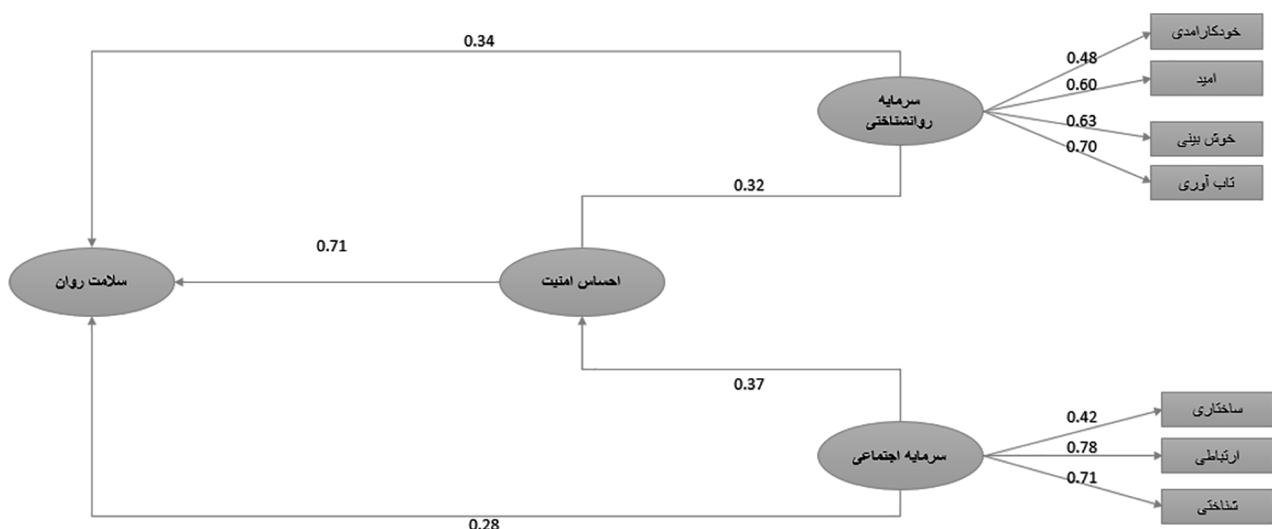 0.34
خودکارامدی
0.48
امید
0.60
سرمایه
روانشناختی
0.63
خوش بینی
0.70
تاب آوری
0.32
0.71
سلامت روان
احساس امنیت
0.37
ساختاری
0.42
سرمایه اجتماعی
0.78
ارتباطی
0.71
شناختی
0.28